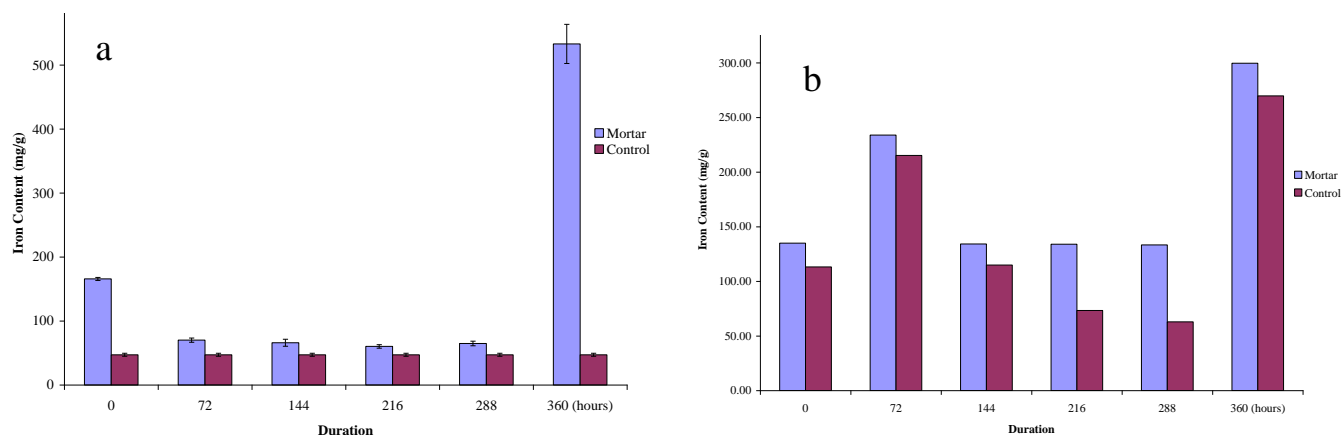 a
Iron Content (mg/g)
500
400
300
200
100
0
Mortar
Control
0 72 144 216 288 360 (hours)
Duration
b
Iron Content (mg/g)
300.00
250.00
200.00
150.00
100.00
50.00
0.00
Mortar
Control
0 72 144 216 288 360 (hours)
Duration